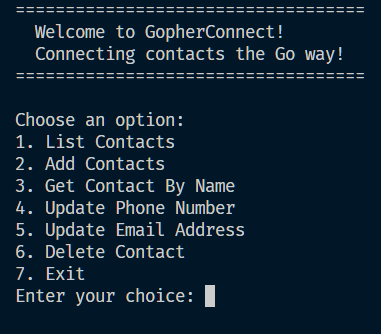 ===================================
Welcome to GopherConnect!
Connecting contacts the Go way!
===================================
Choose an option:
1. List Contacts
2. Add Contacts
3. Get Contact By Name
4. Update Phone Number
5. Update Email Address
6. Delete Contact
7. Exit
Enter your choice: